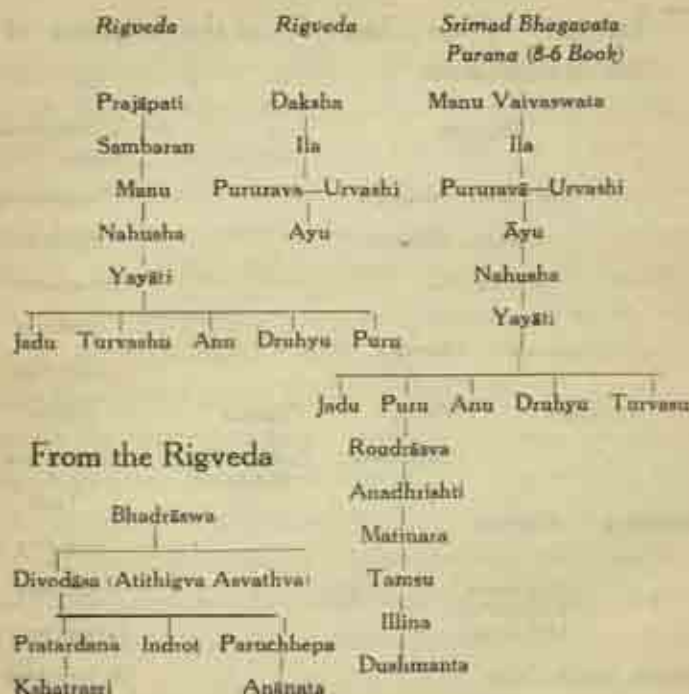 Rigveda Rigveda Srimad Bhagavata
Purana (8-6 Book)
Prajāpati Daksha Manu Vaivaswata
Sambaran Ila Ila
Manu Pururava—Urvashi Pururavā—Urvashi
Nahusha Ayu Āyu
Nahusha
Yayāti
Yayāti
Jadu Turvashu Anu Druhyu Puru
Jadu Puru Anu Druhyu Turvasu
Roudrāsva
From the Rigveda
Anadhrishti
Bhadrāswa
Matinara
Divodāsa (Atithigva Asvathva) Tamsu
Illina
Pratardana Indrot Paruchhepa
Dushmanta
Kshatrasri Anānata